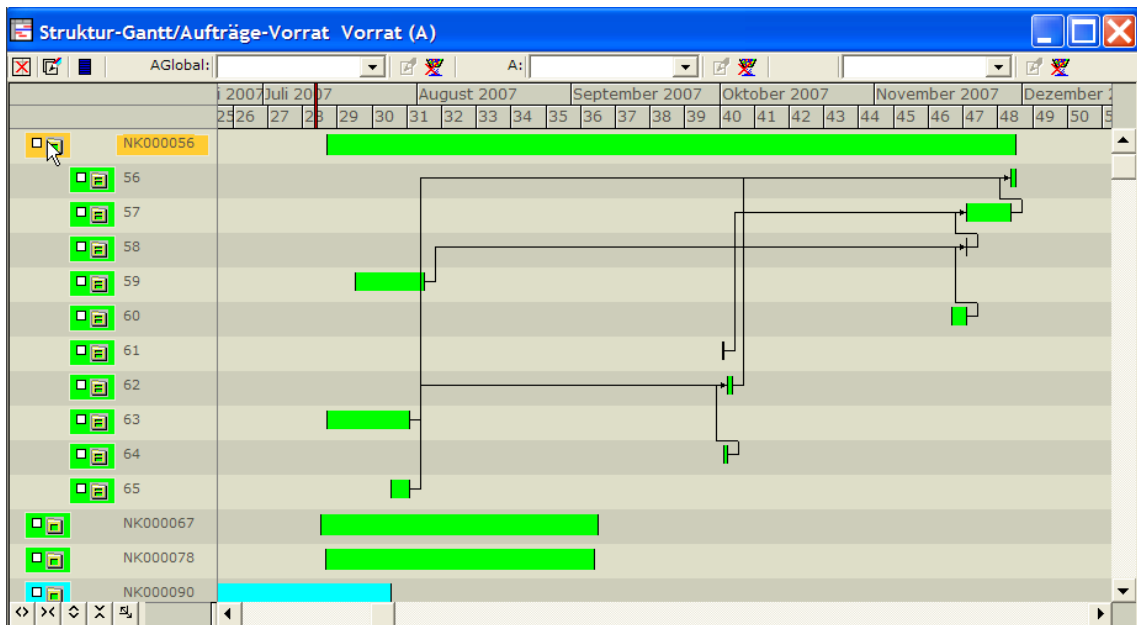 Struktur-Gantt/Aufträge-Vorrat Vorrat (A)
AGlobal: A:
i 2007 Juli 2007 August 2007 September 2007 Oktober 2007 November 2007 Dezember 2
25 26 27 28 29 30 31 32 33 34 35 36 37 38 39 40 41 42 43 44 45 46 47 48 49 50 5
NK000056
56
57
58
59
60
61
62
63
64
65
NK000067
NK000078
NK000090